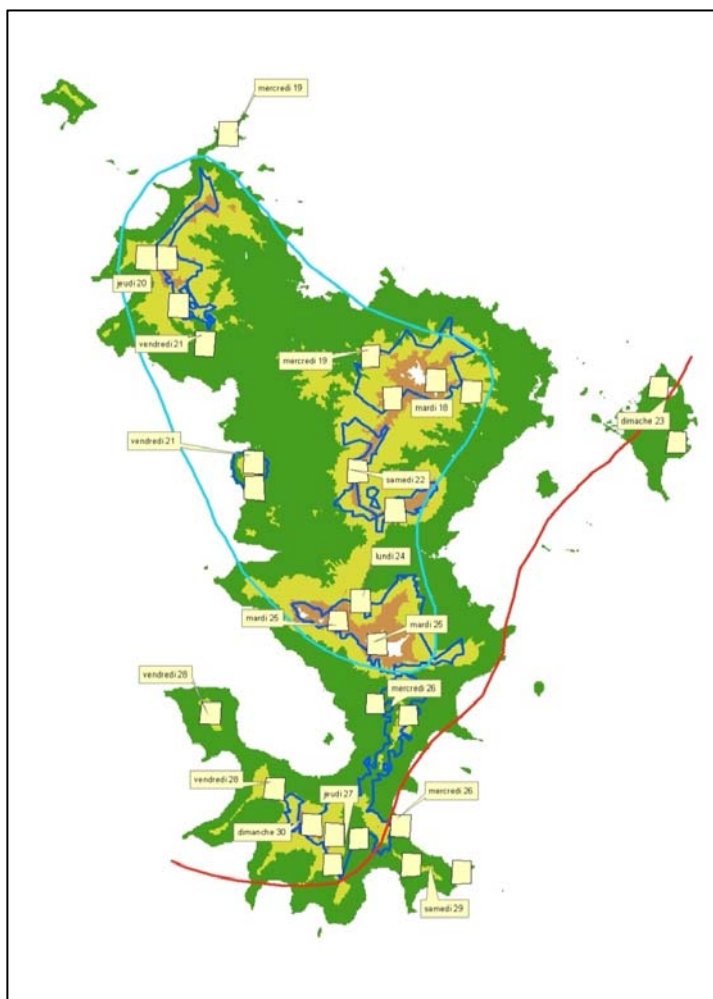 mercredi 19
jeudi 20
vendredi 21
mercredi 19
mardi 18
dimache 23
vendredi 21
samedi 22
lundi 24
mardi 25
mardi 25
vendredi 28
mercredi 26
vendredi 28
jeudi 27
mercredi 26
dimanche 30
samedi 29